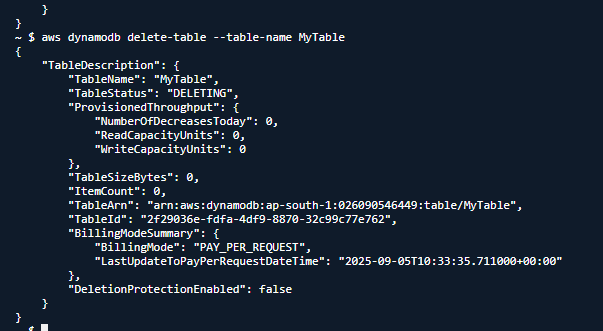 }
}
~ $ aws dynamodb delete-table --table-name MyTable
{
    "TableDescription": {
        "TableName": "MyTable",
        "TableStatus": "DELETING",
        "ProvisionedThroughput": {
            "NumberOfDecreasesToday": 0,
            "ReadCapacityUnits": 0,
            "WriteCapacityUnits": 0
        },
        "TableSizeBytes": 0,
        "ItemCount": 0,
        "TableArn": "arn:aws:dynamodb:ap-south-1:026090546449:table/MyTable",
        "TableId": "2f29036e-fdfa-4df9-8870-32c99c77e762",
        "BillingModeSummary": {
            "BillingMode": "PAY_PER_REQUEST",
            "LastUpdateToPayPerRequestDateTime": "2025-09-05T10:33:35.711000+00:00"
        },
        "DeletionProtectionEnabled": false
    }
}
$